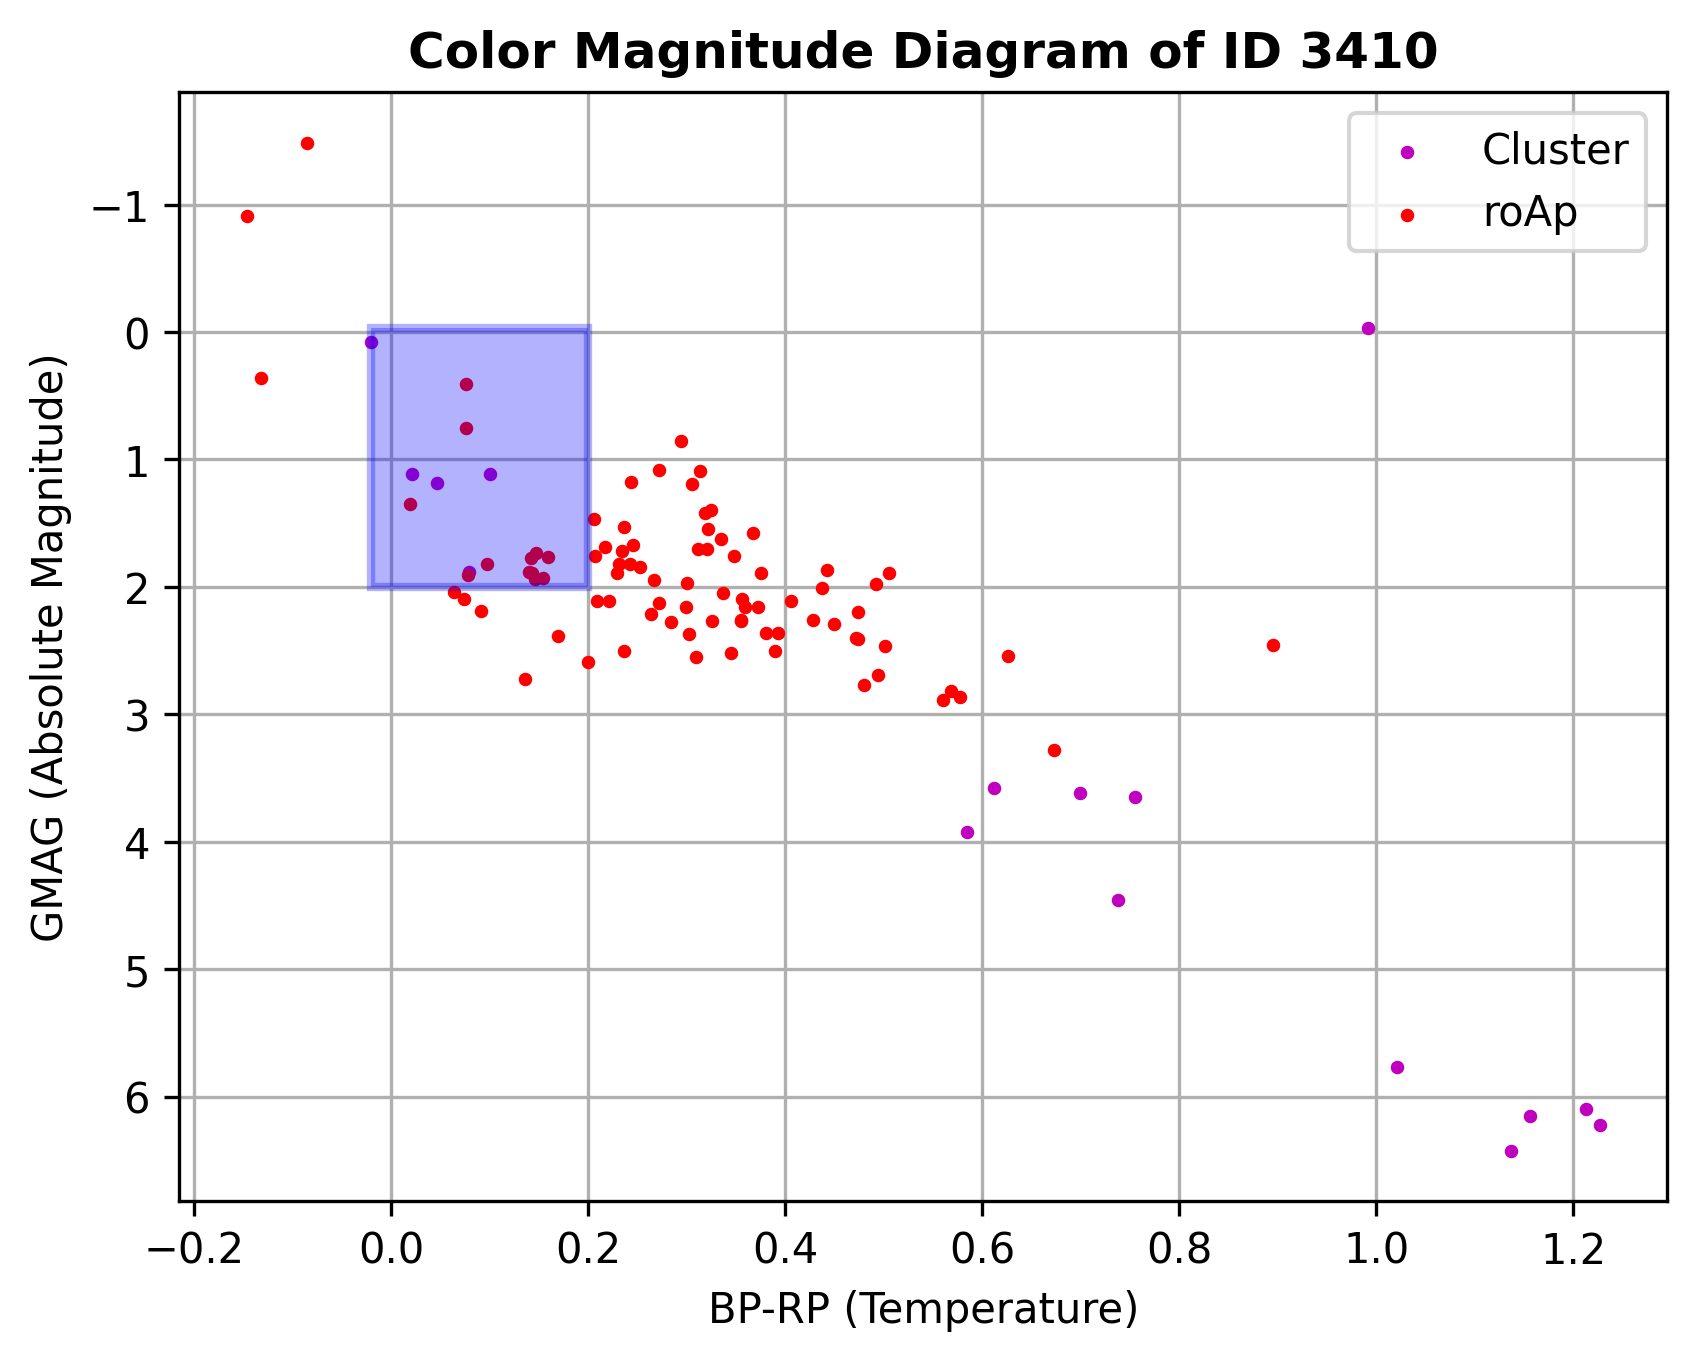 Color Magnitude Diagram of ID 3410
Cluster
roAp
−1
0
1
2
3
4
5
6
GMAG (Absolute Magnitude)
−0.2 0.0 0.2 0.4 0.6 0.8 1.0 1.2
BP-RP (Temperature)